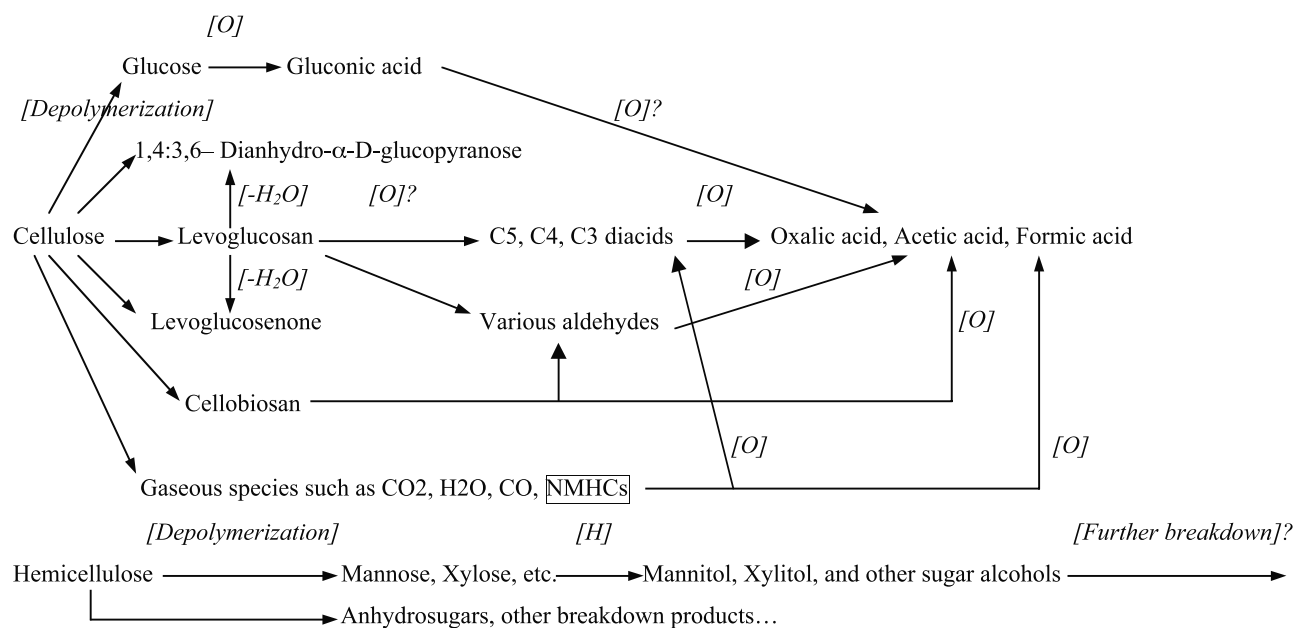 [O]
Glucose Gluconic acid
[Depolymerization] [O]?
1,4:3,6– Dianhydro-α-D-glucopyranose
[-H₂O] [O]? [O]
Cellulose Levoglucosan C5, C4, C3 diacids Oxalic acid, Acetic acid, Formic acid
[-H₂O] [O]
Levoglucosenone Various aldehydes [O]
Cellobiosan
[O] [O]
Gaseous species such as CO2, H2O, CO, NMHCs
[Depolymerization] [H] [Further breakdown]?
Hemicellulose Mannose, Xylose, etc. Mannitol, Xylitol, and other sugar alcohols
Anhydrosugars, other breakdown products…